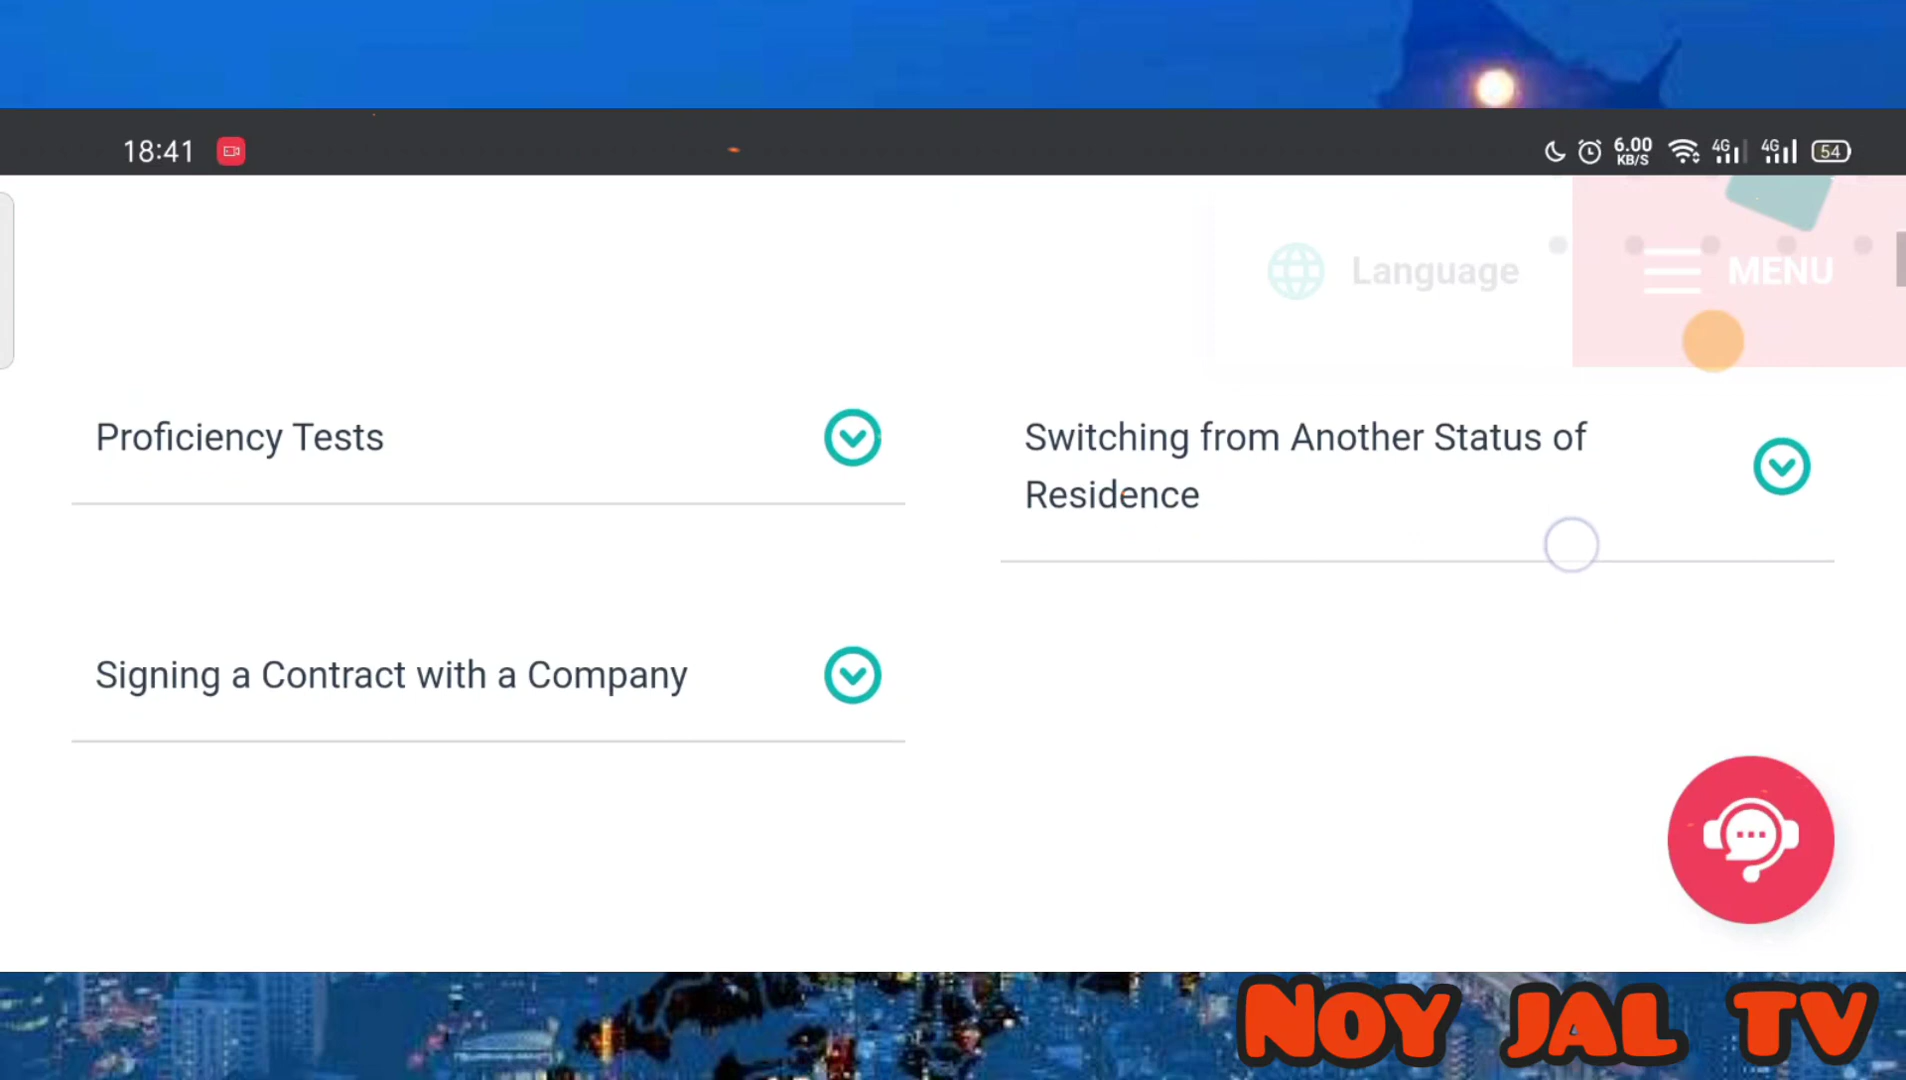 18:41
6.00
KB/S
4G
4G
54
Language
MENU
Proficiency Tests
Switching from Another Status of
Residence
Signing a Contract with a Company
NOY JAL TV